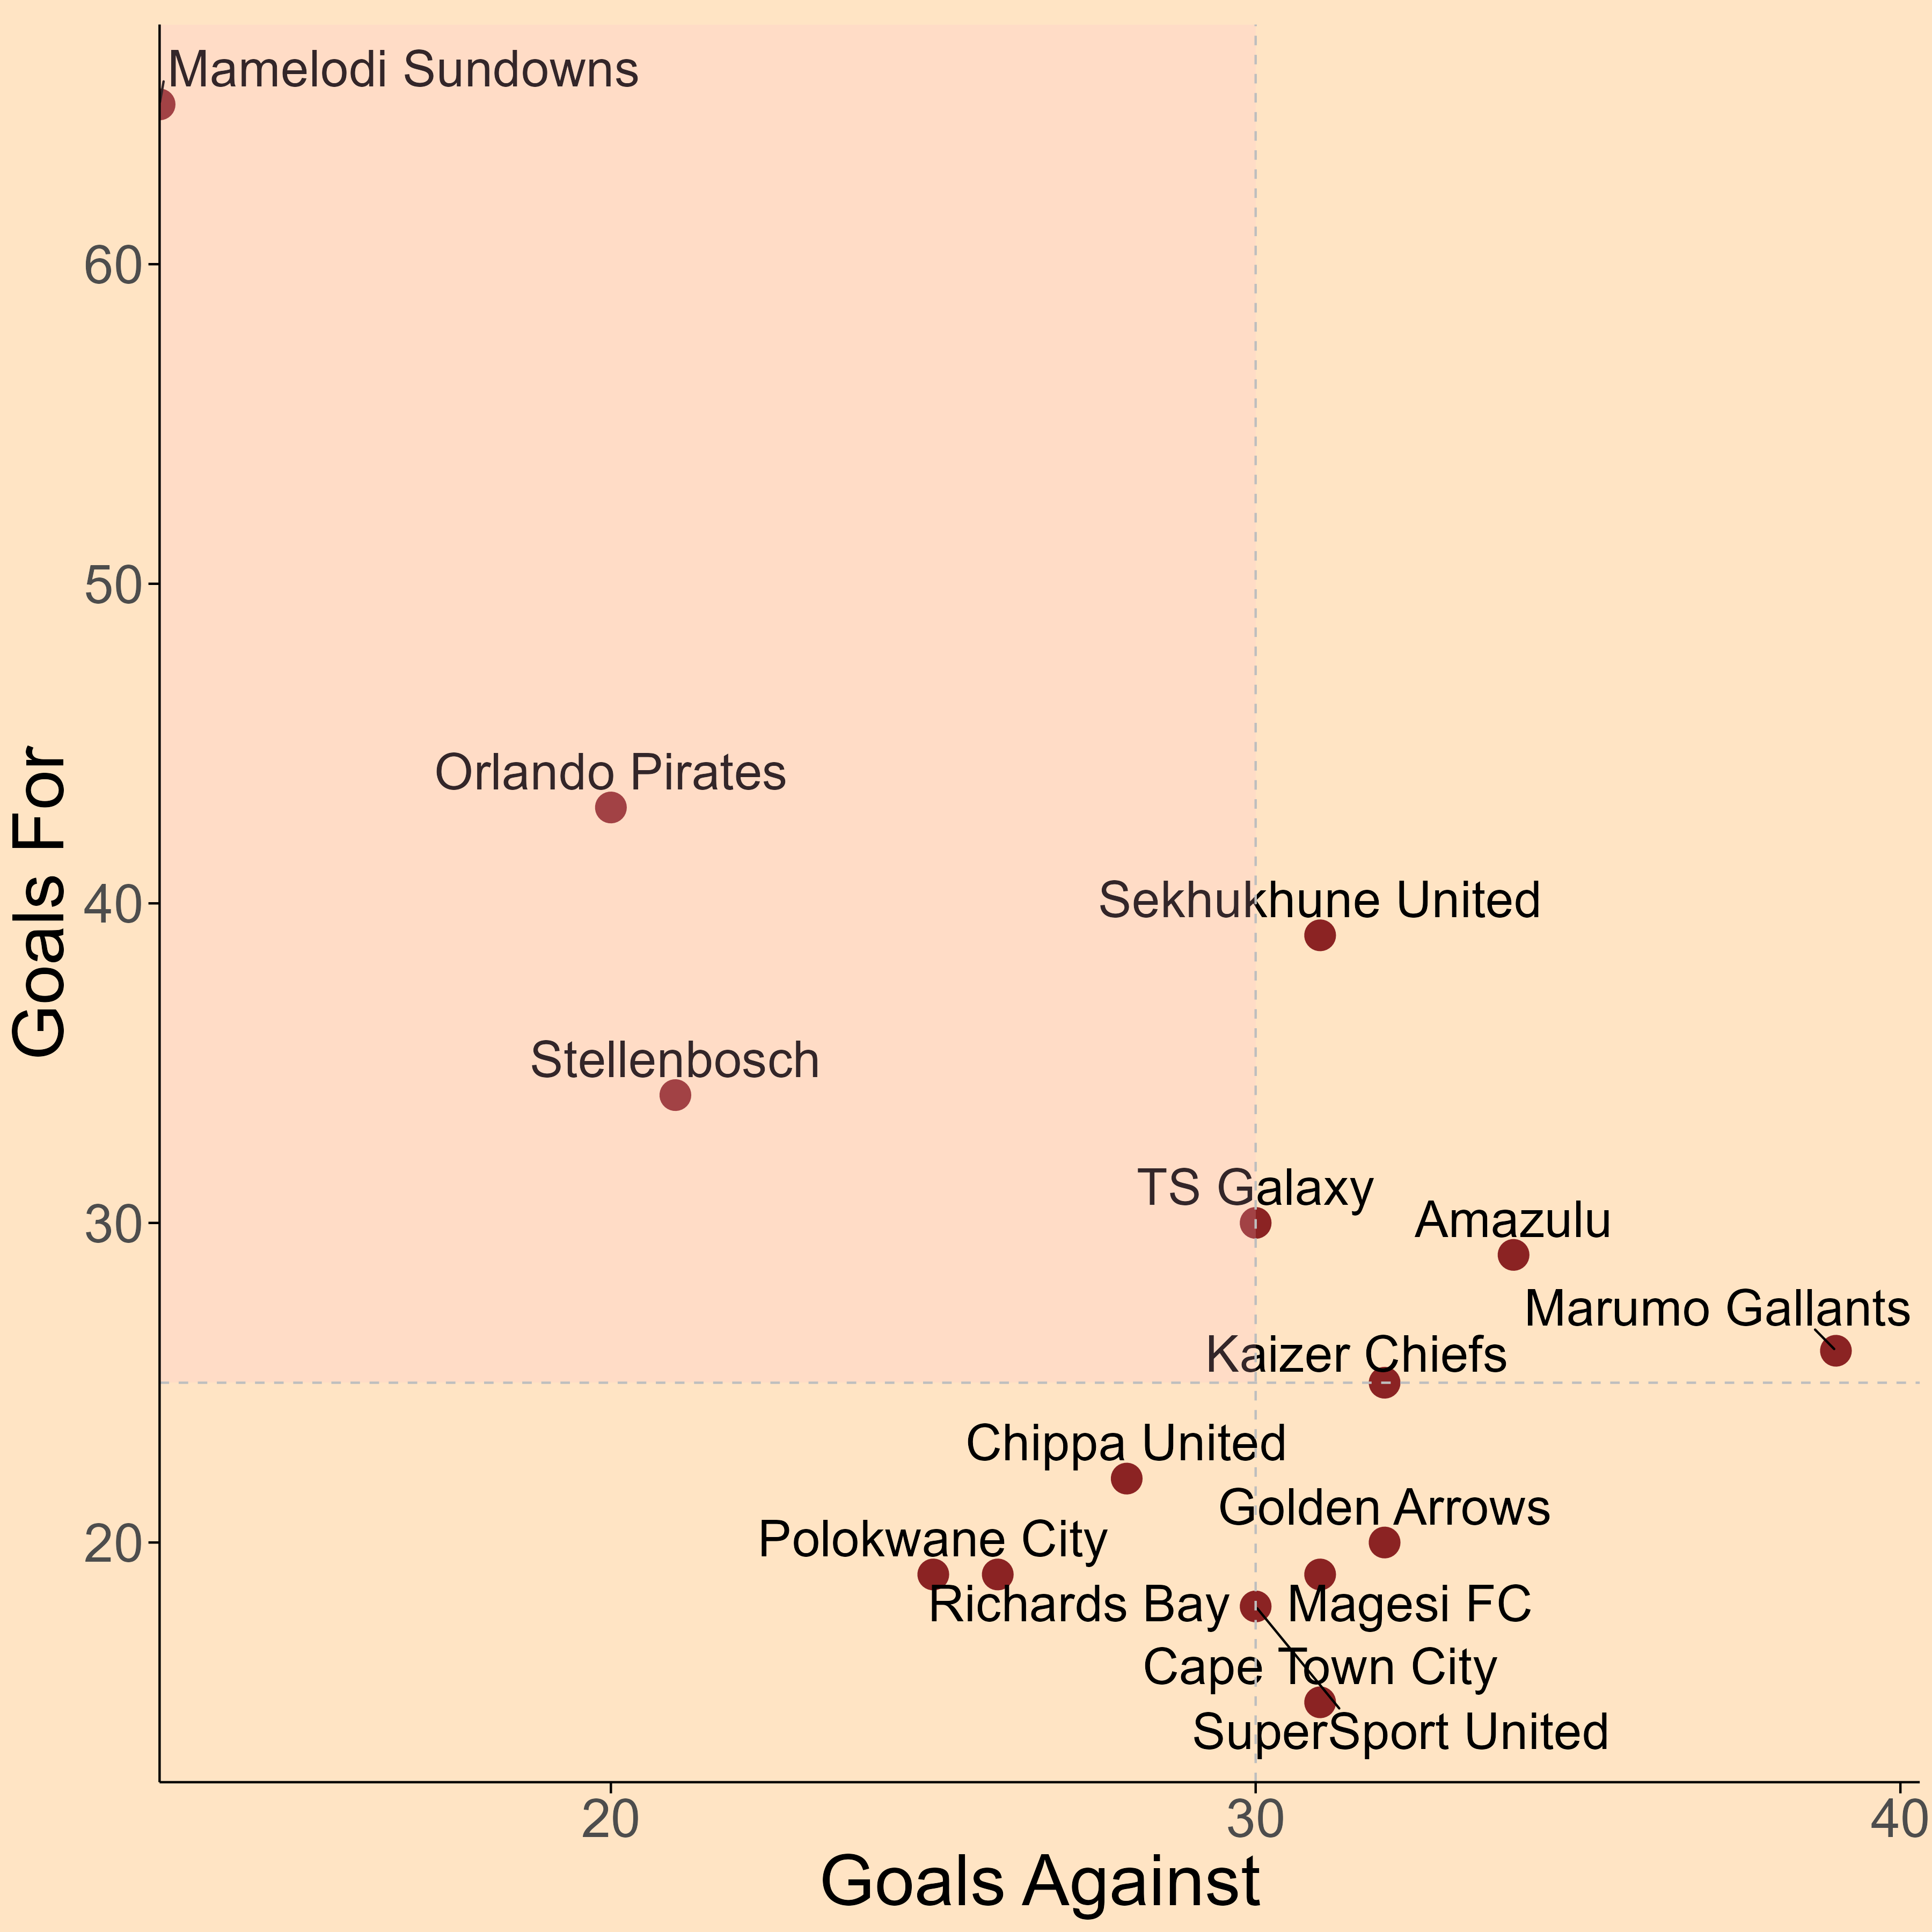 Mamelodi Sundowns
60
50
Orlando Pirates
Sekhukhune United
40
Goals For
Stellenbosch
TS Galaxy
30
Amazulu
Marumo Gallants
Kaizer Chiefs
Chippa United
Golden Arrows
20
Polokwane City
Richards Bay
Magesi FC
Cape Town City
SuperSport United
20
30
40
Goals Against